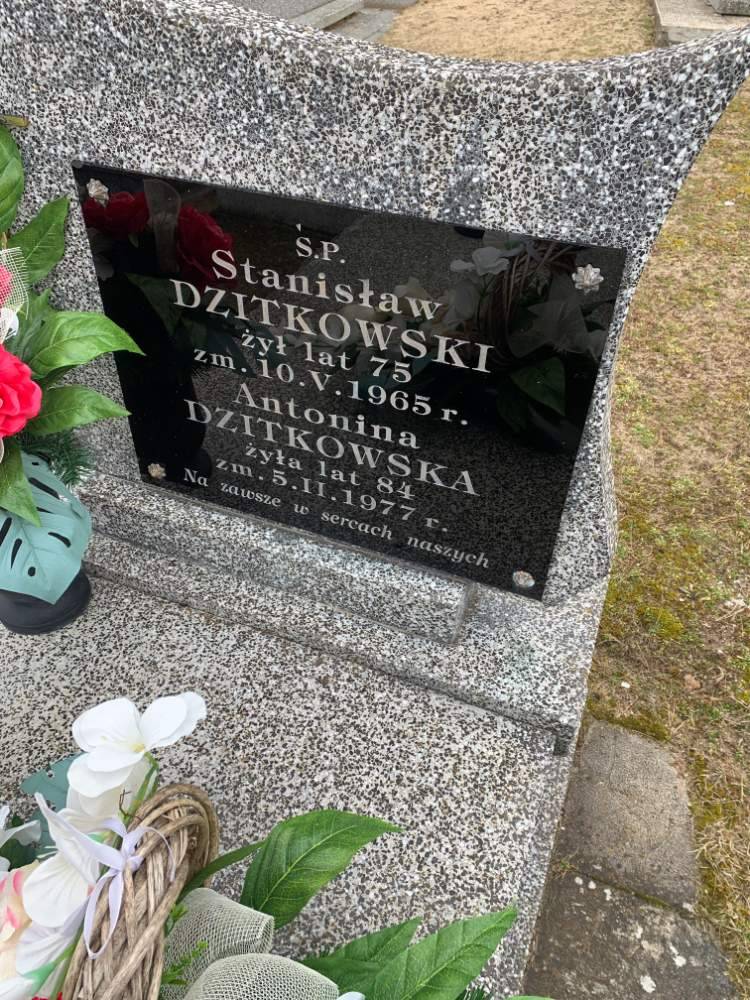 Ś.P.
Stanisław
DZITKOWSKI
żył lat 75
zm. 10. V. 1965 r.
Antonina
DZITKOWSKA
żyła lat 84
zm. 5. II. 1977 r.
Na zawsze w sercach naszych